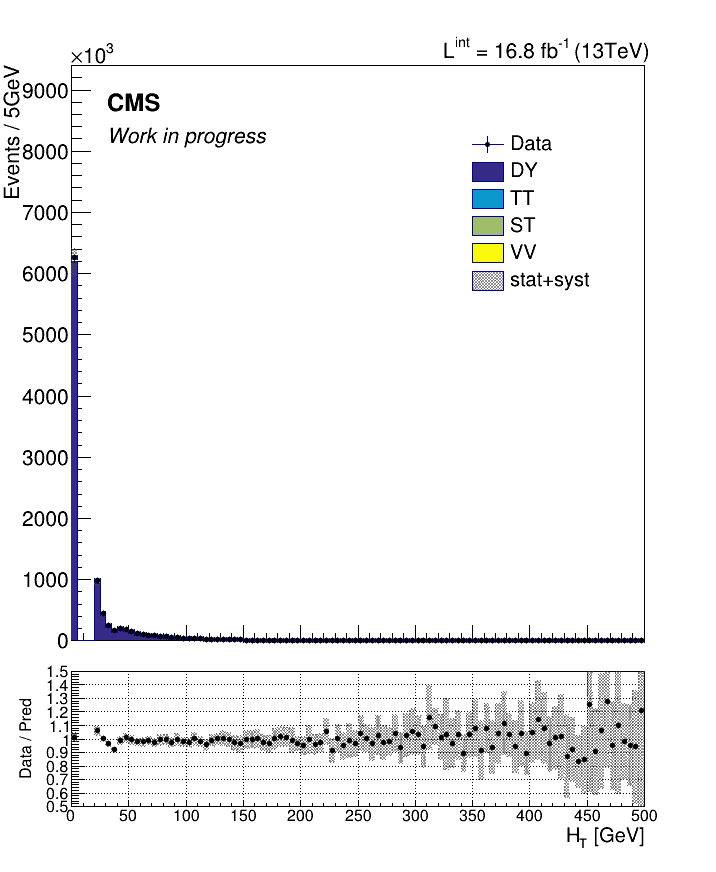 ×10³
L^int = 16.8 fb⁻¹ (13TeV)
Events / 5GeV
CMS
Work in progress
Data
DY
TT
ST
VV
stat+syst
9000
8000
7000
6000
5000
4000
3000
2000
1000
0
Data / Pred
1.5
1.4
1.3
1.2
1.1
1
0.9
0.8
0.7
0.6
0.5
0 50 100 150 200 250 300 350 400 450 500
H_T [GeV]